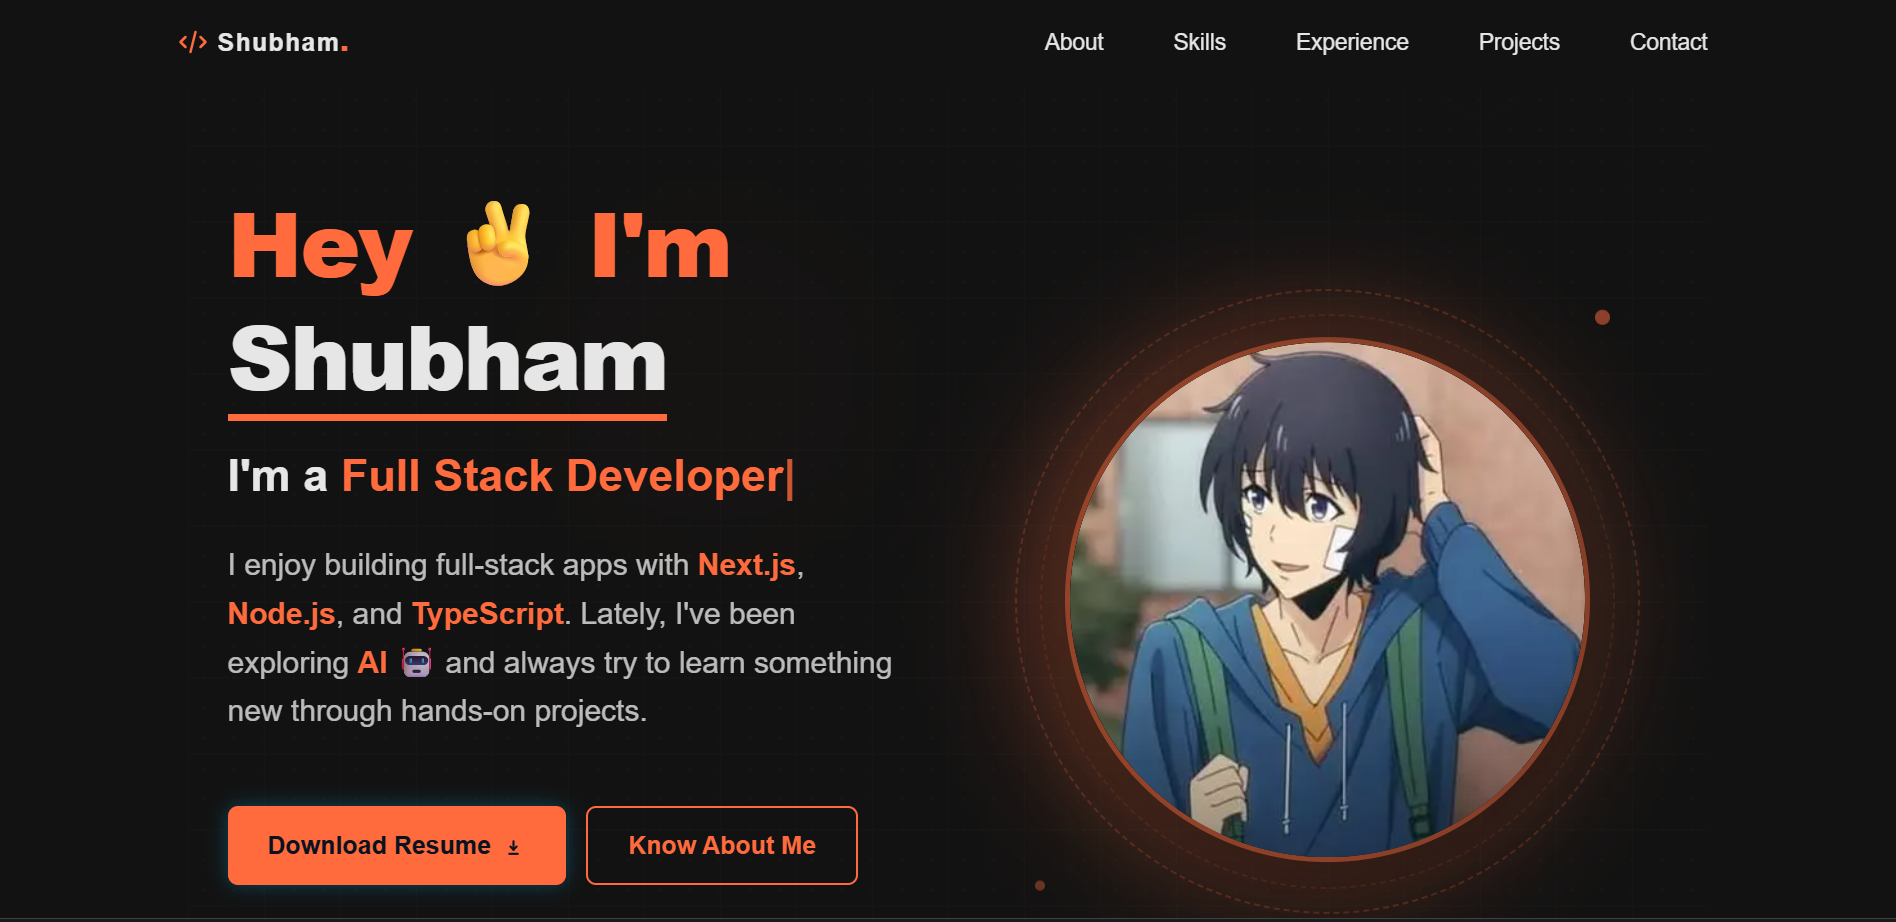 </> Shubham.
About Skills Experience Projects Contact
Hey ✌️ I'm
Shubham
I'm a Full Stack Developer|
I enjoy building full-stack apps with Next.js,
Node.js, and TypeScript. Lately, I've been
exploring AI 🤖 and always try to learn something
new through hands-on projects.
Download Resume
Know About Me